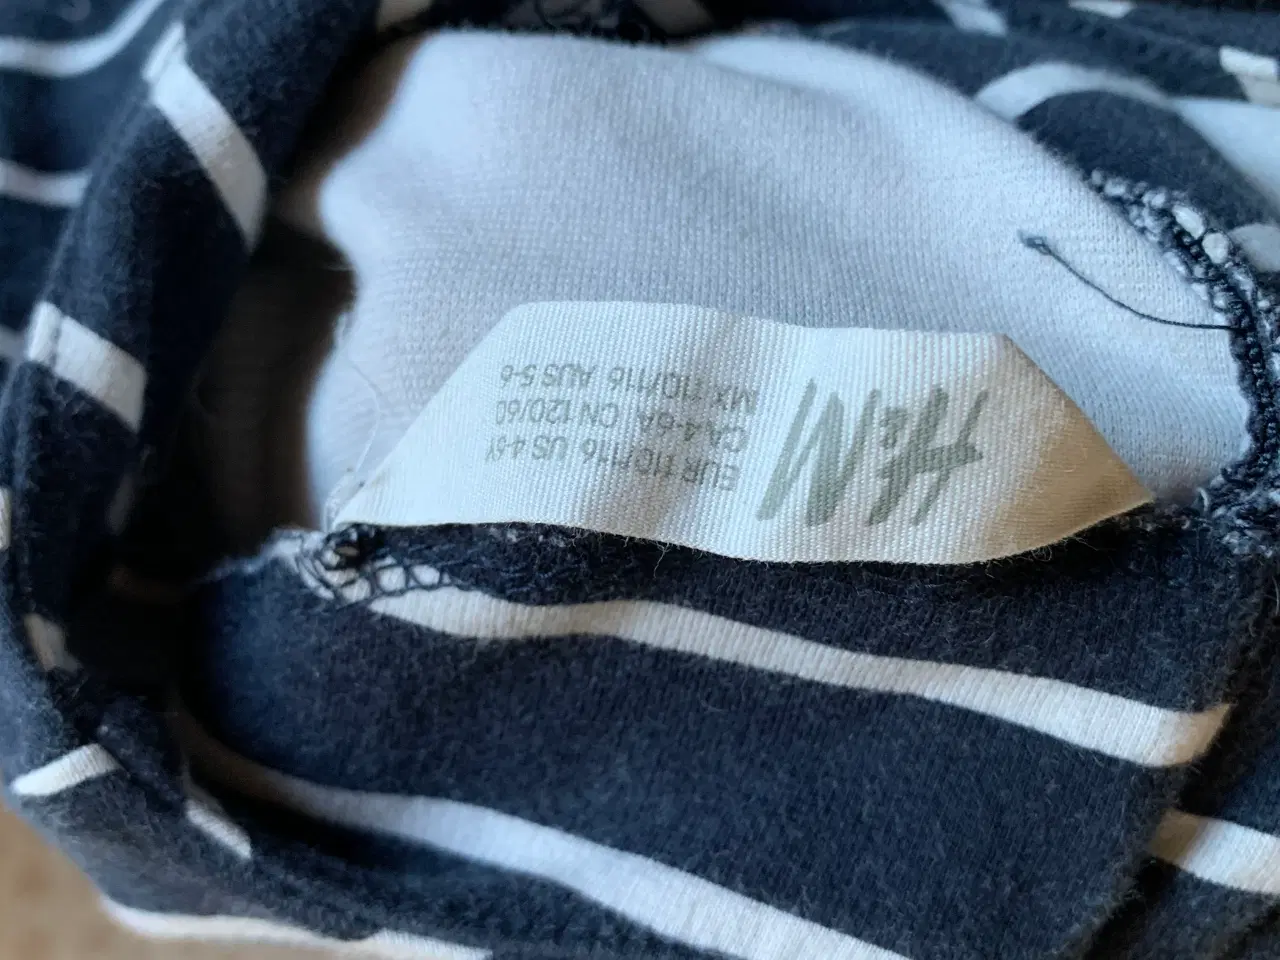 H&M
EUR 110/116 US 4-6Y
CA 4-6A CN 120/60
MX 110/116 AUS 5-6